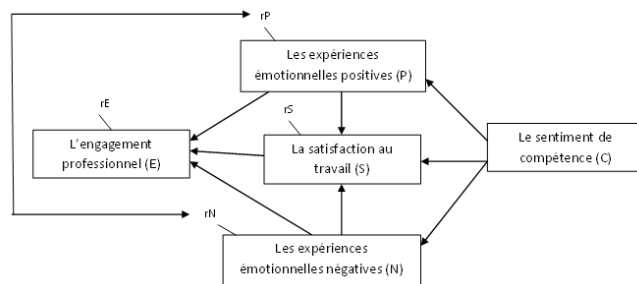 rP
Les expériences
émotionnelles positives (P)
rE
rS
L'engagement
professionnel (E)
La satisfaction au
travail (S)
Le sentiment de
compétence (C)
rN
Les expériences
émotionnelles négatives (N)